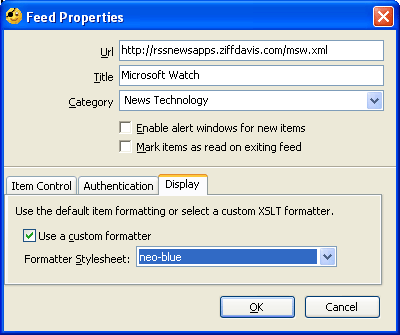 Feed Properties
Url http://rssnewsapps.ziffdavis.com/msw.xml
Title Microsoft Watch
Category News Technology
Enable alert windows for new items
Mark items as read on exiting feed
Item Control Authentication Display
Use the default item formatting or select a custom XSLT formatter.
Use a custom formatter
Formatter Stylesheet: neo-blue
OK Cancel